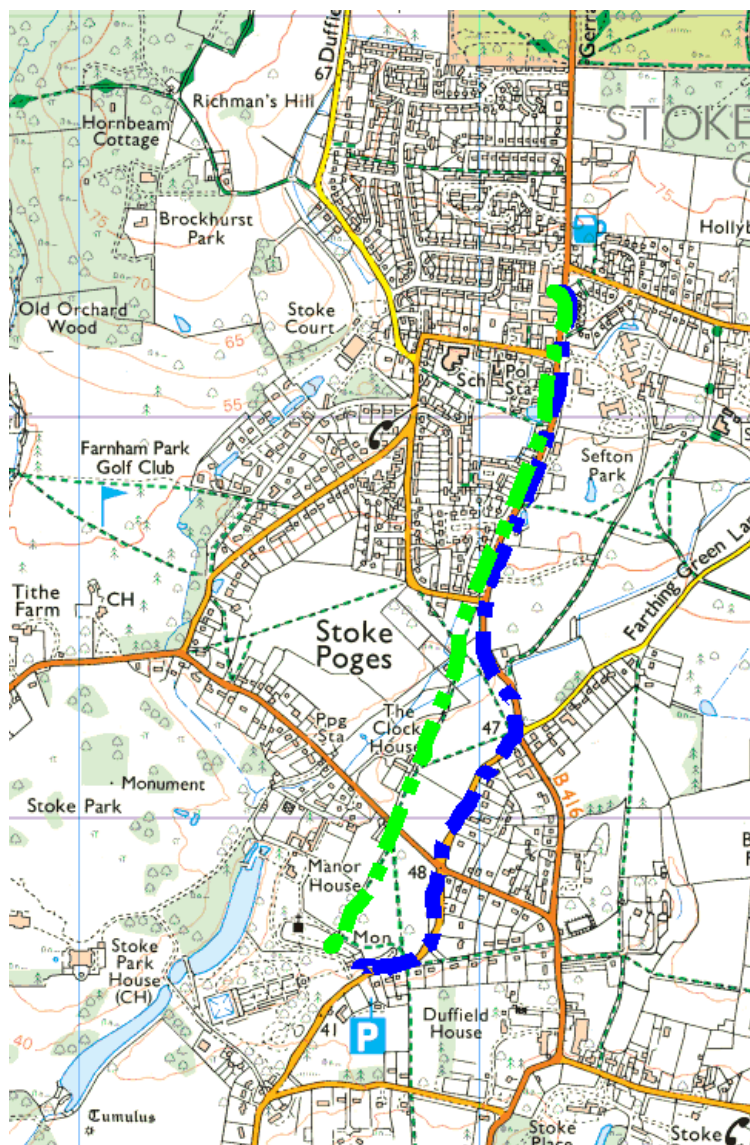 Duffie
67
Gerra
Richman's Hill
Hornbeam
Cottage
STOKE
75
Brockhurst
Park
75
70
Hollyb
Old Orchard
Wood
Stoke
Court
65
Sch
Pol
Sta
55
Farnham Park
Golf Club
Sefton
Park
Tithe
Farm
CH
Farthing Green La
Stoke
Poges
Ppg
Sta
The
Clock
House
47
B 416
Monument
Stoke Park
Manor
House
48
Mon
Stoke
Park
House
(CH)
40
41
P
Duffield
House
Tumulus
Stoke
Place
Stoke